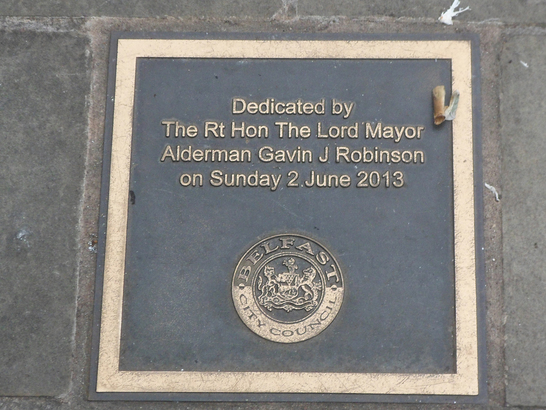 Dedicated by
The Rt Hon The Lord Mayor
Alderman Gavin J Robinson
on Sunday 2 June 2013
BELFAST
CITY COUNCIL